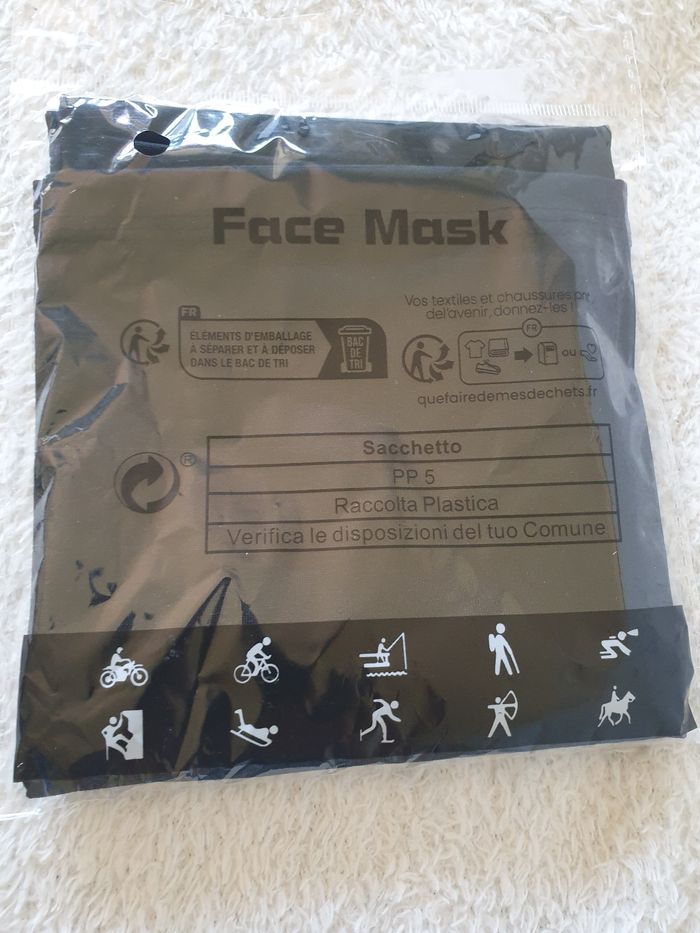 Face Mask
FR
ÉLÉMENTS D'EMBALLAGE
À SÉPARER ET À DÉPOSER
DANS LE BAC DE TRI
BAC
DE
TRI
Vos textiles et chaussures ont
de l'avenir, donnez-les !
FR
ou
quefairedemesdechets.fr
®
Sacchetto
PP 5
Raccolta Plastica
Verifica le disposizioni del tuo Comune